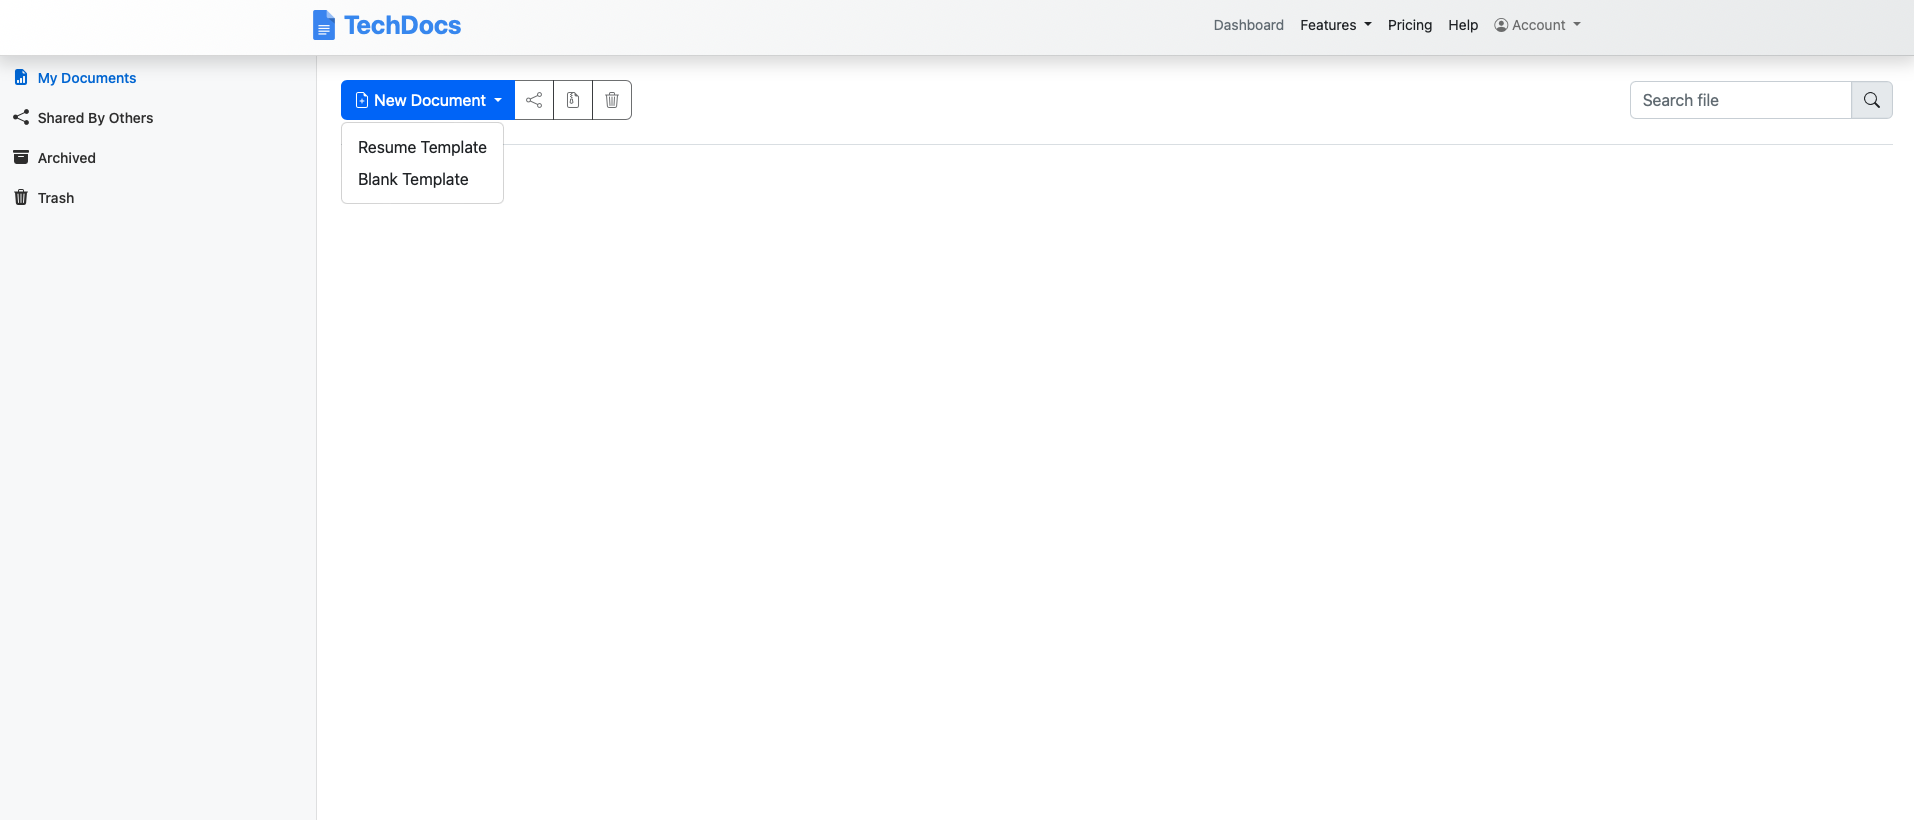 TechDocs
Dashboard
Features
Pricing
Help
Account
My Documents
Shared By Others
Archived
Trash
New Document
Search file
Resume Template
Blank Template